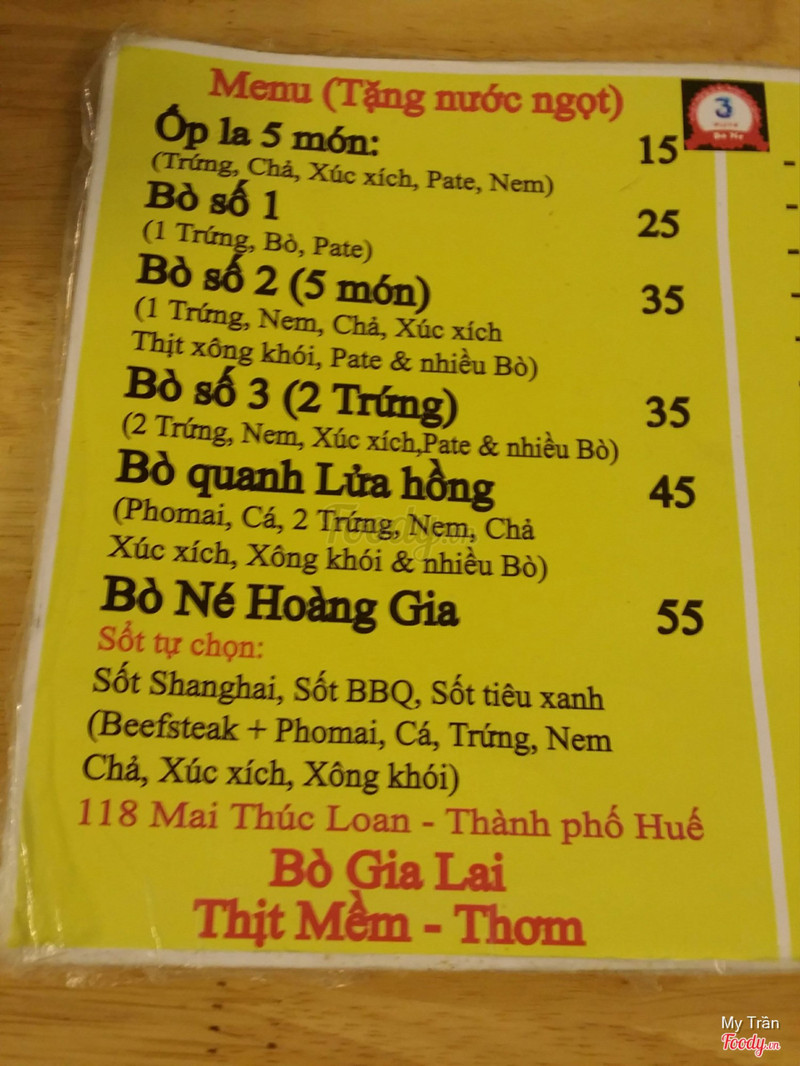 Menu (Tặng nước ngọt)
3
Bò Né
Ốp la 5 món: 15
(Trứng, Chả, Xúc xích, Pate, Nem)
Bò số 1 25
(1 Trứng, Bò, Pate)
Bò số 2 (5 món) 35
(1 Trứng, Nem, Chả, Xúc xích
Thịt xông khói, Pate & nhiều Bò)
Bò số 3 (2 Trứng) 35
(2 Trứng, Nem, Xúc xích,Pate & nhiều Bò)
Bò quanh Lửa hồng 45
(Phomai, Cá, 2 Trứng, Nem, Chả
Xúc xích, Xông khói & nhiều Bò)
Bò Né Hoàng Gia 55
Sốt tự chọn:
Sốt Shanghai, Sốt BBQ, Sốt tiêu xanh
(Beefsteak + Phomai, Cá, Trứng, Nem
Chả, Xúc xích, Xông khói)
118 Mai Thúc Loan - Thành phố Huế
Bò Gia Lai
Thịt Mềm - Thơm
Foody.vn
My Trần
Foody.vn